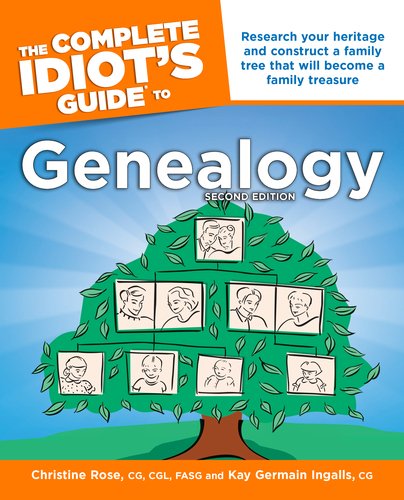 THE COMPLETE
IDIOT'S
GUIDE® TO
Research your heritage
and construct a family
tree that will become a
family treasure
Genealogy
SECOND EDITION
Christine Rose, CG, CGL, FASG and Kay Germain Ingalls, CG